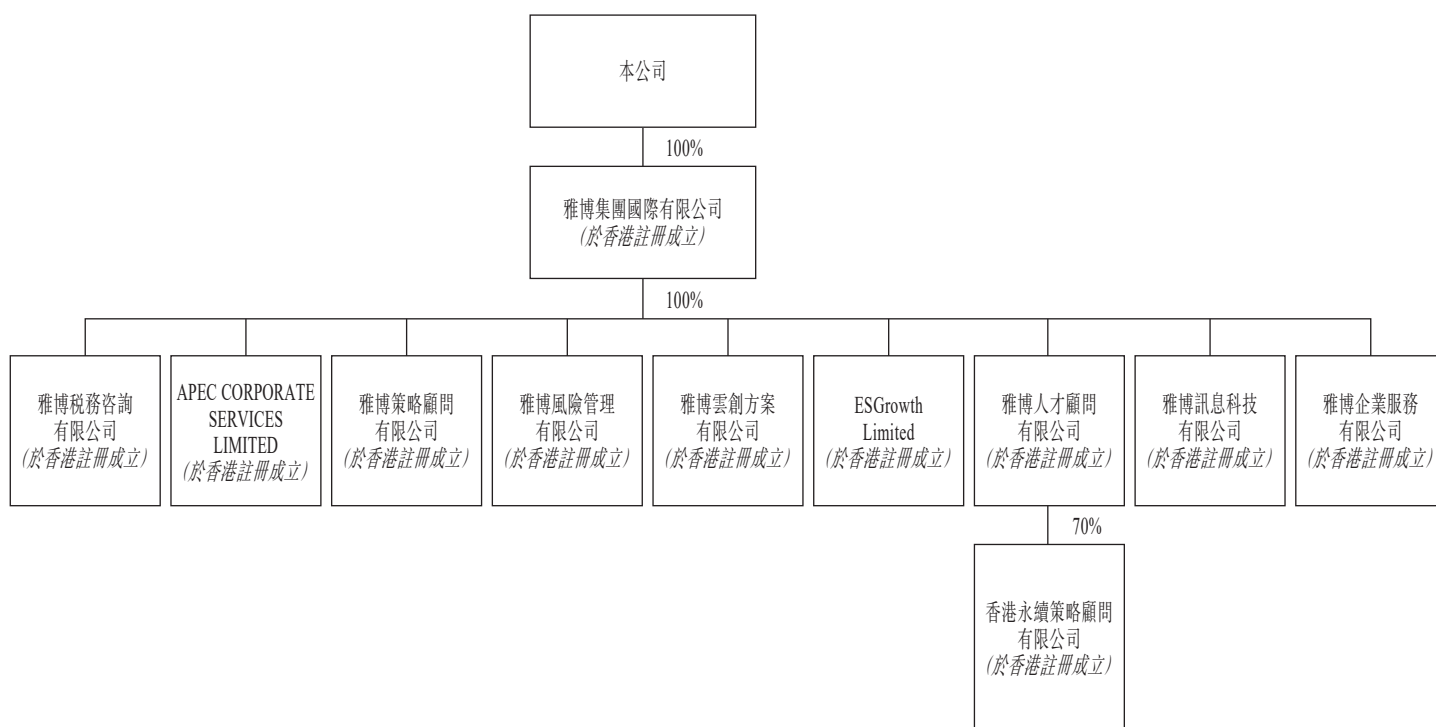 本公司
100%
雅博集團國際有限公司
(於香港註冊成立)
100%
雅博稅務咨詢
有限公司
(於香港註冊成立)
APEC CORPORATE
SERVICES
LIMITED
(於香港註冊成立)
雅博策略顧問
有限公司
(於香港註冊成立)
雅博風險管理
有限公司
(於香港註冊成立)
雅博雲創方案
有限公司
(於香港註冊成立)
ESGrowth
Limited
(於香港註冊成立)
雅博人才顧問
有限公司
(於香港註冊成立)
雅博訊息科技
有限公司
(於香港註冊成立)
雅博企業服務
有限公司
(於香港註冊成立)
70%
香港永續策略顧問
有限公司
(於香港註冊成立)